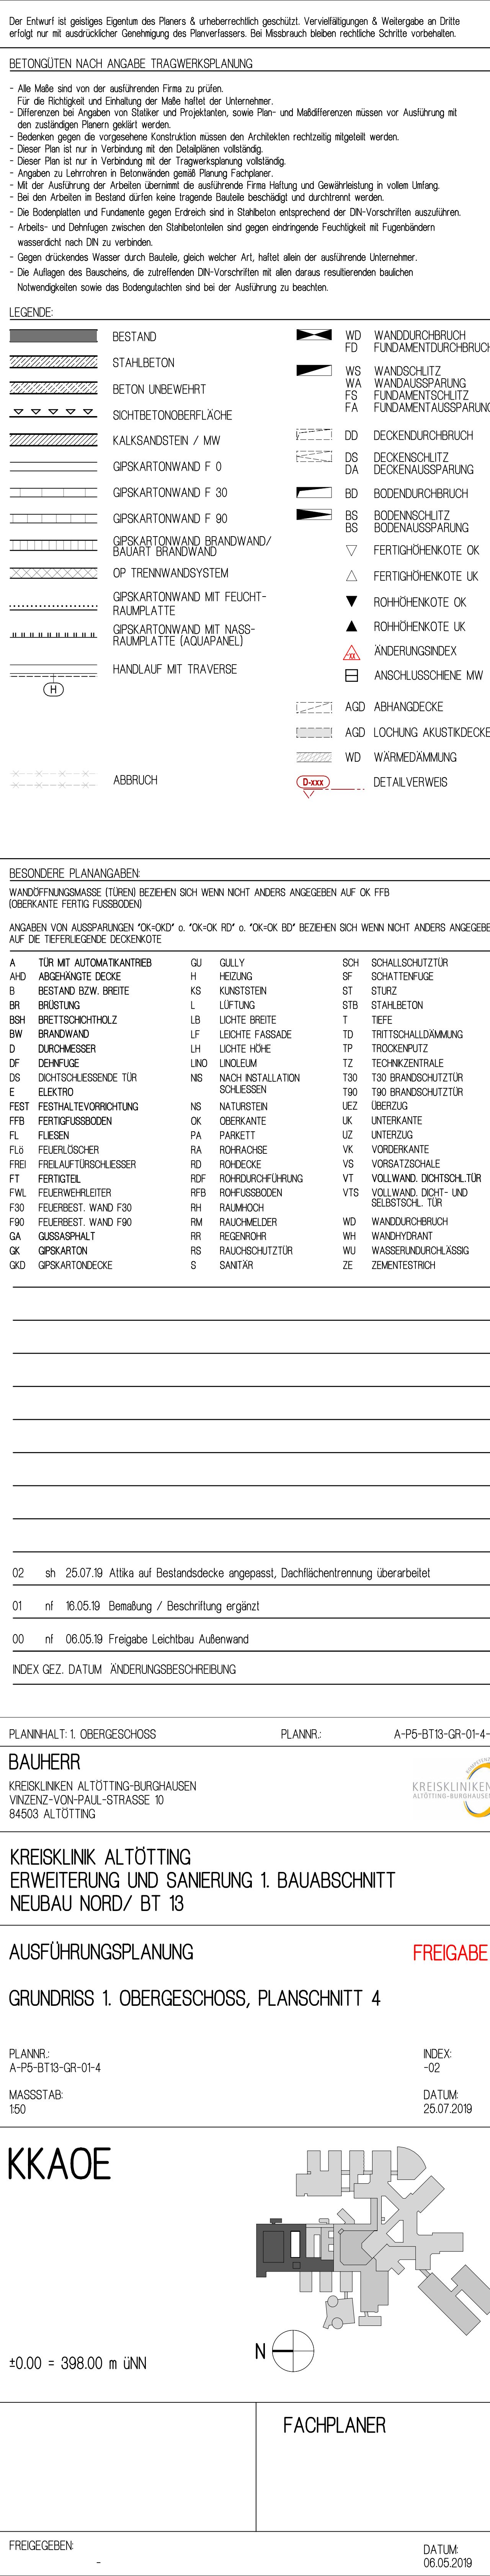 Der Entwurf ist geistiges Eigentum des Planers & urheberrechtlich geschützt. Vervielfältigungen & Weitergabe an Dritte
erfolgt nur mit ausdrücklicher Genehmigung des Planverfassers. Bei Missbrauch bleiben rechtliche Schritte vorbehalten.
BETONGÜTEN NACH ANGABE TRAGWERKSPLANUNG
- Alle Maße sind von der ausführenden Firma zu prüfen.
Für die Richtigkeit und Einhaltung der Maße haftet der Unternehmer.
- Differenzen bei Angaben von Statiker und Projektanten, sowie Plan- und Maßdifferenzen müssen vor Ausführung mit
den zuständigen Planern geklärt werden.
- Bedenken gegen die vorgesehene Konstruktion müssen den Architekten rechtzeitig mitgeteilt werden.
- Dieser Plan ist nur in Verbindung mit den Detailplänen vollständig.
- Dieser Plan ist nur in Verbindung mit der Tragwerksplanung vollständig.
- Angaben zu Lehrrohren in Betonwänden gemäß Planung Fachplaner.
- Mit der Ausführung der Arbeiten übernimmt die ausführende Firma Haftung und Gewährleistung in vollem Umfang.
- Bei den Arbeiten im Bestand dürfen keine tragende Bauteile beschädigt und durchtrennt werden.
- Die Bodenplatten und Fundamente gegen Erdreich sind in Stahlbeton entsprechend der DIN-Vorschriften auszuführen.
- Arbeits- und Dehnfugen zwischen den Stahlbetonteilen sind gegen eindringende Feuchtigkeit mit Fugenbändern
wasserdicht nach DIN zu verbinden.
- Gegen drückendes Wasser durch Bauteile, gleich welcher Art, haftet allein der ausführende Unternehmer.
- Die Auflagen des Bauscheins, die zutreffenden DIN-Vorschriften mit allen daraus resultierenden baulichen
Notwendigkeiten sowie das Bodengutachten sind bei der Ausführung zu beachten.
LEGENDE:
BESTAND
STAHLBETON
BETON UNBEWEHRT
SICHTBETONOBERFLÄCHE
KALKSANDSTEIN / MW
GIPSKARTONWAND F 0
GIPSKARTONWAND F 30
GIPSKARTONWAND F 90
GIPSKARTONWAND BRANDWAND/
BAUART BRANDWAND
OP TRENNWANDSYSTEM
GIPSKARTONWAND MIT FEUCHT-
RAUMPLATTE
GIPSKARTONWAND MIT NASS-
RAUMPLATTE (AQUAPANEL)
HANDLAUF MIT TRAVERSE
H
ABBRUCH
WD WANDDURCHBRUCH
FD FUNDAMENTDURCHBRUCH
WS WANDSCHLITZ
WA WANDAUSSPARUNG
FS FUNDAMENTSCHLITZ
FA FUNDAMENTAUSSPARUNG
DD DECKENDURCHBRUCH
DS DECKENSCHLITZ
DA DECKENAUSSPARUNG
BD BODENDURCHBRUCH
BS BODENNSCHLITZ
BS BODENAUSSPARUNG
FERTIGHÖHENKOTE OK
FERTIGHÖHENKOTE UK
ROHHÖHENKOTE OK
ROHHÖHENKOTE UK
xx ÄNDERUNGSINDEX
ANSCHLUSSCHIENE MW
AGD ABHANGDECKE
AGD LOCHUNG AKUSTIKDECKE
WD WÄRMEDÄMMUNG
D-xxx DETAILVERWEIS
BESONDERE PLANANGABEN:
WANDÖFFNUNGSMASSE (TÜREN) BEZIEHEN SICH WENN NICHT ANDERS ANGEGEBEN AUF OK FFB
(OBERKANTE FERTIG FUSSBODEN)
ANGABEN VON AUSSPARUNGEN "OK=OKD" o. "OK=OK RD" o. "OK=OK BD" BEZIEHEN SICH WENN NICHT ANDERS ANGEGEBE
AUF DIE TIEFERLIEGENDE DECKENKOTE
A TÜR MIT AUTOMATIKANTRIEB
AHD ABGEHÄNGTE DECKE
B BESTAND BZW. BREITE
BR BRÜSTUNG
BSH BRETTSCHICHTHOLZ
BW BRANDWAND
D DURCHMESSER
DF DEHNFUGE
DS DICHTSCHLIESSENDE TÜR
E ELEKTRO
FEST FESTHALTEVORRICHTUNG
FFB FERTIGFUSSBODEN
FL FLIESEN
FLö FEUERLÖSCHER
FREI FREILAUFTÜRSCHLIESSER
FT FERTIGTEIL
FWL FEUERWEHRLEITER
F30 FEUERBEST. WAND F30
F90 FEUERBEST. WAND F90
GA GUSSASPHALT
GK GIPSKARTON
GKD GIPSKARTONDECKE
GU GULLY
H HEIZUNG
KS KUNSTSTEIN
L LÜFTUNG
LB LICHTE BREITE
LF LEICHTE FASSADE
LH LICHTE HÖHE
LINO LINOLEUM
NIS NACH INSTALLATION
SCHLIESSEN
NS NATURSTEIN
OK OBERKANTE
PA PARKETT
RA ROHRACHSE
RD ROHDECKE
RDF ROHRDURCHFÜHRUNG
RFB ROHFUSSBODEN
RH RAUMHOCH
RM RAUCHMELDER
RR REGENROHR
RS RAUCHSCHUTZTÜR
S SANITÄR
SCH SCHALLSCHUTZTÜR
SF SCHATTENFUGE
ST STURZ
STB STAHLBETON
T TIEFE
TD TRITTSCHALLDÄMMUNG
TP TROCKENPUTZ
TZ TECHNIKZENTRALE
T30 T30 BRANDSCHUTZTÜR
T90 T90 BRANDSCHUTZTÜR
UEZ ÜBERZUG
UK UNTERKANTE
UZ UNTERZUG
VK VORDERKANTE
VS VORSATZSCHALE
VT VOLLWAND. DICHTSCHL.TÜR
VTS VOLLWAND. DICHT- UND
SELBSTSCHL. TÜR
WD WANDDURCHBRUCH
WH WANDHYDRANT
WU WASSERUNDURCHLÄSSIG
ZE ZEMENTESTRICH
02 sh 25.07.19 Attika auf Bestandsdecke angepasst, Dachflächentrennung überarbeitet
01 nf 16.05.19 Bemaßung / Beschriftung ergänzt
00 nf 06.05.19 Freigabe Leichtbau Außenwand
INDEX GEZ. DATUM ÄNDERUNGSBESCHREIBUNG
PLANINHALT: 1. OBERGESCHOSS PLANNR.: A-P5-BT13-GR-01-4-
BAUHERR
KREISKLINIKEN ALTÖTTING-BURGHAUSEN
VINZENZ-VON-PAUL-STRASSE 10
84503 ALTÖTTING
KREISKLINIKEN
ALTÖTTING-BURGHAUSEN
KREISKLINIK ALTÖTTING
ERWEITERUNG UND SANIERUNG 1. BAUABSCHNITT
NEUBAU NORD/ BT 13
AUSFÜHRUNGSPLANUNG FREIGABE
GRUNDRISS 1. OBERGESCHOSS, PLANSCHNITT 4
PLANNR.: INDEX:
A-P5-BT13-GR-01-4 -02
MASSSTAB: DATUM:
1:50 25.07.2019
KKAOE
N
±0.00 = 398.00 m üNN
FACHPLANER
FREIGEGEBEN: DATUM:
- 06.05.2019